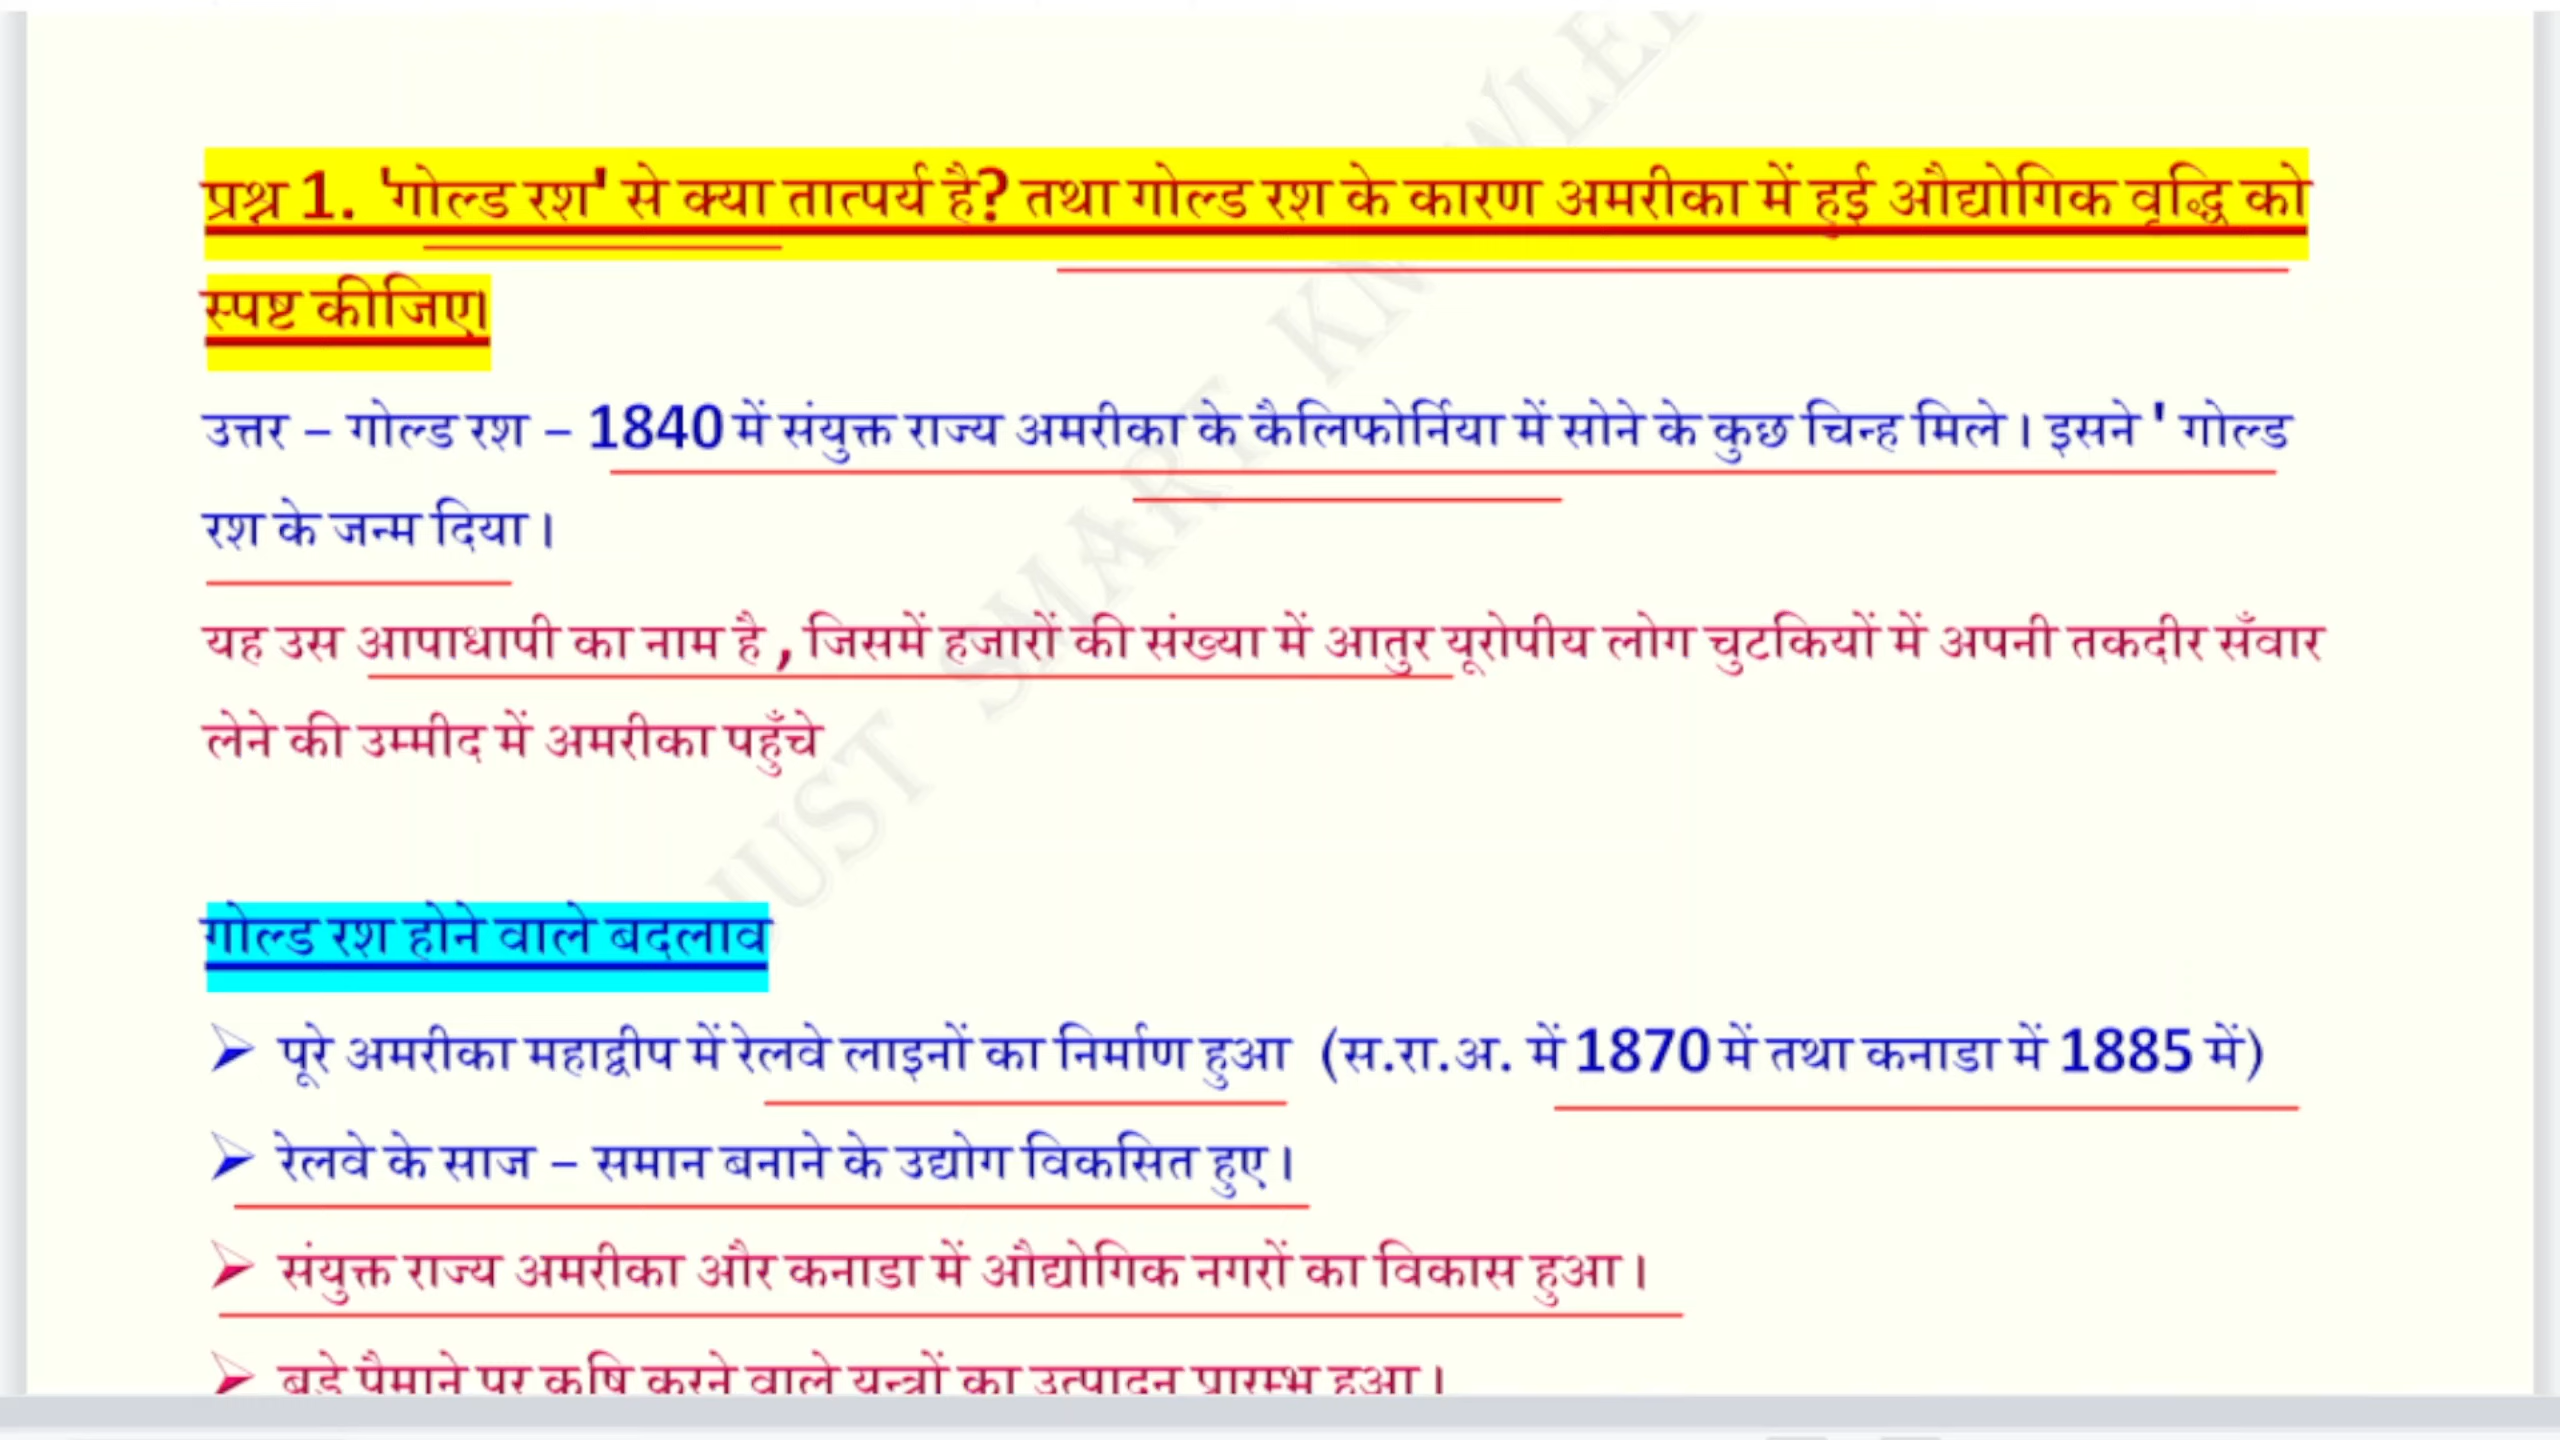 प्रश्न 1. 'गोल्ड रश' से क्या तात्पर्य है? तथा गोल्ड रश के कारण अमरीका में हुई औद्योगिक वृद्धि को
स्पष्ट कीजिए।
उत्तर – गोल्ड रश – 1840 में संयुक्त राज्य अमरीका के कैलिफोर्निया में सोने के कुछ चिन्ह मिले। इसने ' गोल्ड
रश के जन्म दिया।
यह उस आपाधापी का नाम है , जिसमें हजारों की संख्या में आतुर यूरोपीय लोग चुटकियों में अपनी तकदीर सँवार
लेने की उम्मीद में अमरीका पहुँचे
गोल्ड रश होने वाले बदलाव
➢ पूरे अमरीका महाद्वीप में रेलवे लाइनों का निर्माण हुआ (स.रा.अ. में 1870 में तथा कनाडा में 1885 में)
➢ रेलवे के साज – समान बनाने के उद्योग विकसित हुए।
➢ संयुक्त राज्य अमरीका और कनाडा में औद्योगिक नगरों का विकास हुआ।
➢ बड़े पैमाने पर कृषि करने वाले यन्त्रों का उत्पादन प्रारम्भ हुआ।
JUST SMART KNOWLE